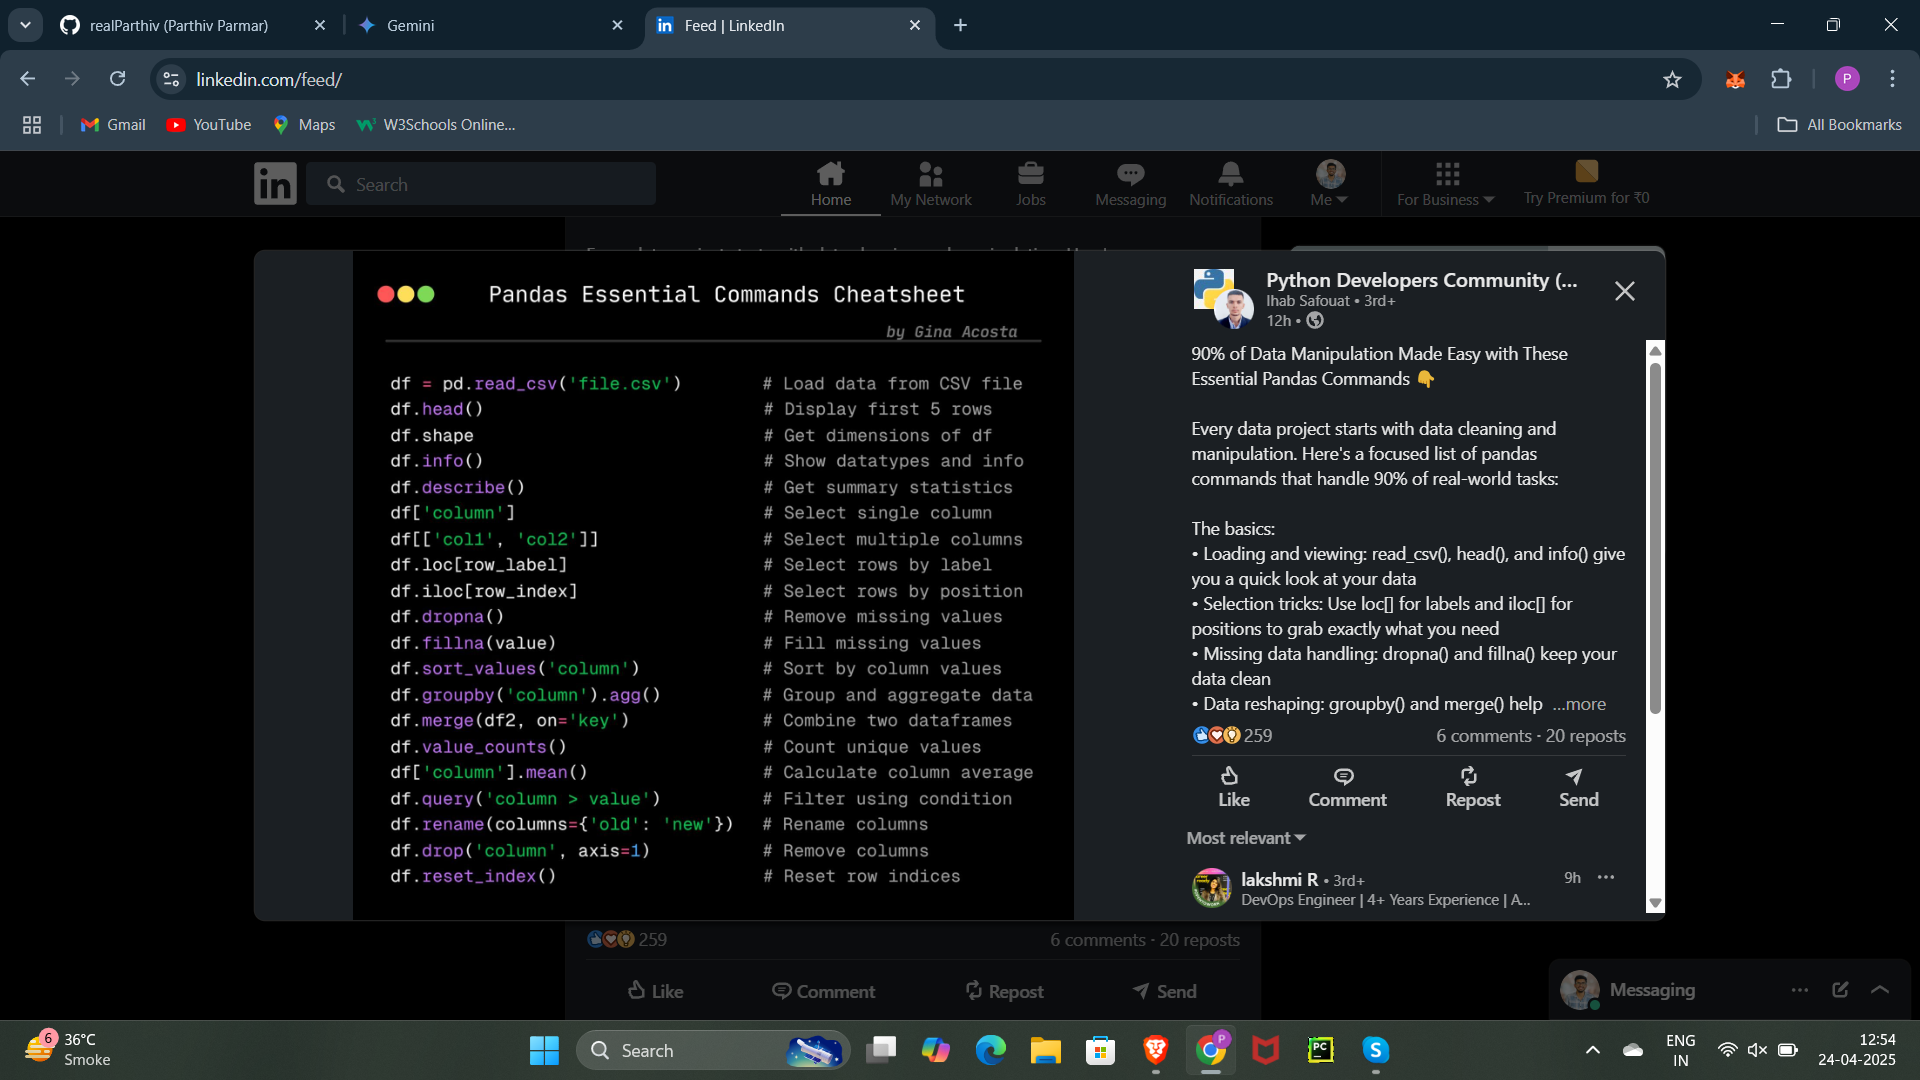 realParthiv (Parthiv Parmar)
Gemini
Feed | LinkedIn
linkedin.com/feed/
P
Gmail
YouTube
Maps
W3Schools Online...
All Bookmarks
in
Search
Home
My Network
Jobs
Messaging
Notifications
Me
For Business
Try Premium for ₹0
Pandas Essential Commands Cheatsheet
by Gina Acosta
df = pd.read_csv('file.csv') # Load data from CSV file
df.head() # Display first 5 rows
df.shape # Get dimensions of df
df.info() # Show datatypes and info
df.describe() # Get summary statistics
df['column'] # Select single column
df[['col1', 'col2']] # Select multiple columns
df.loc[row_label] # Select rows by label
df.iloc[row_index] # Select rows by position
df.dropna() # Remove missing values
df.fillna(value) # Fill missing values
df.sort_values('column') # Sort by column values
df.groupby('column').agg() # Group and aggregate data
df.merge(df2, on='key') # Combine two dataframes
df.value_counts() # Count unique values
df['column'].mean() # Calculate column average
df.query('column > value') # Filter using condition
df.rename(columns={'old': 'new'}) # Rename columns
df.drop('column', axis=1) # Remove columns
df.reset_index() # Reset row indices
Python Developers Community (...
Ihab Safouat • 3rd+
12h •
90% of Data Manipulation Made Easy with These
Essential Pandas Commands 👇
Every data project starts with data cleaning and
manipulation. Here's a focused list of pandas
commands that handle 90% of real-world tasks:
The basics:
• Loading and viewing: read_csv(), head(), and info() give
you a quick look at your data
• Selection tricks: Use loc[] for labels and iloc[] for
positions to grab exactly what you need
• Missing data handling: dropna() and fillna() keep your
data clean
• Data reshaping: groupby() and merge() help ...more
259
6 comments · 20 reposts
Like
Comment
Repost
Send
Most relevant
lakshmi R • 3rd+
9h
DevOps Engineer | 4+ Years Experience | A...
259
6 comments · 20 reposts
Like
Comment
Repost
Send
Messaging
6
36°C
Smoke
Search
P
PC
S
ENG
IN
12:54
24-04-2025